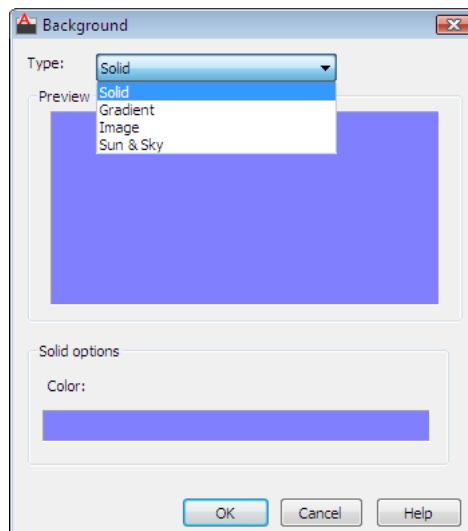 Background
Type: Solid
Preview
Solid
Gradient
Image
Sun & Sky
Solid options
Color:
OK Cancel Help